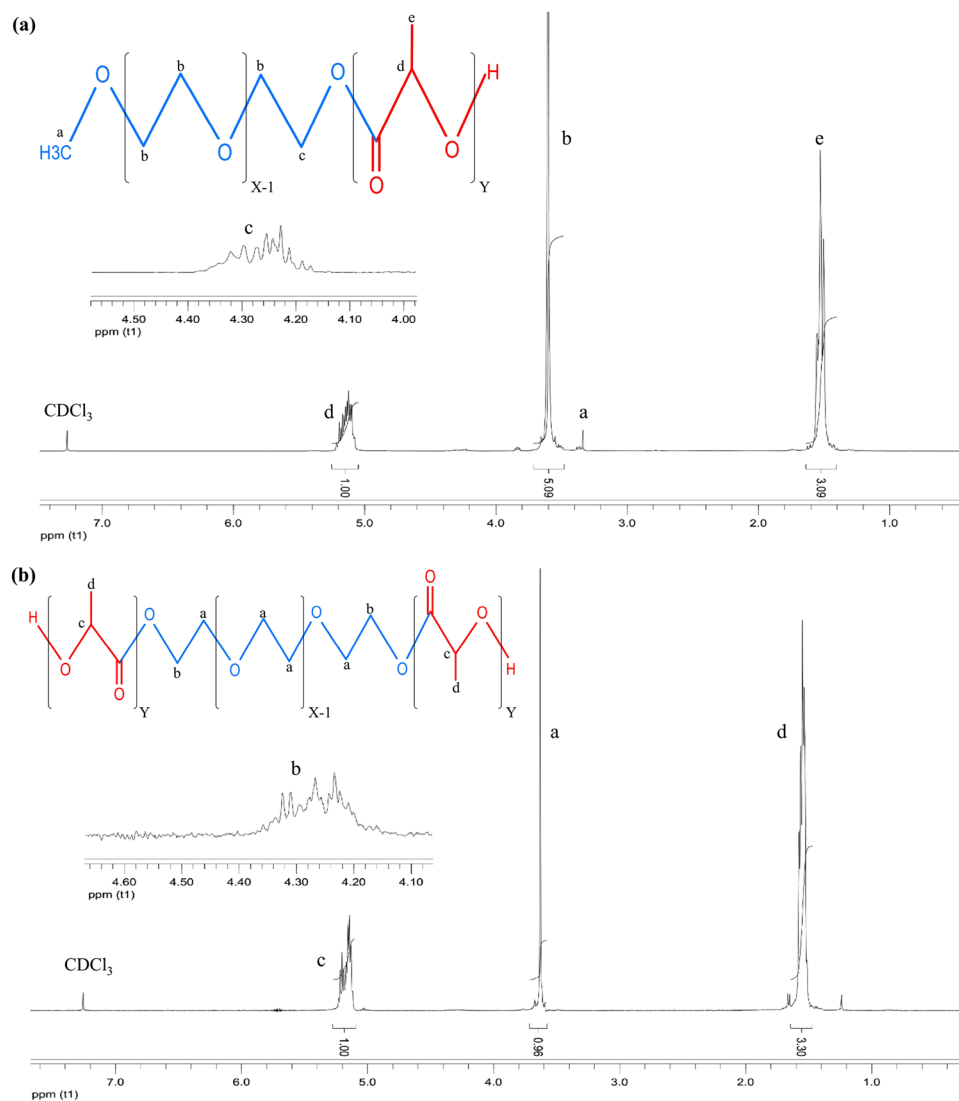 (a)
e
b
b
d
H
O
O
a
H3C
b
O
c
O
O
X-1
Y
b
e
c
4.50
4.40
4.30
4.20
4.10
4.00
ppm (t1)
CDCl3
d
a
1.00
5.09
3.09
7.0
6.0
5.0
4.0
3.0
2.0
1.0
ppm (t1)
(b)
d
H
c
O
O
O
Y
a
b
a
O
a
X-1
O
b
a
O
O
O
c
d
H
Y
b
4.60
4.50
4.40
4.30
4.20
4.10
ppm (t1)
a
d
CDCl3
c
1.00
0.96
3.30
7.0
6.0
5.0
4.0
3.0
2.0
1.0
ppm (t1)